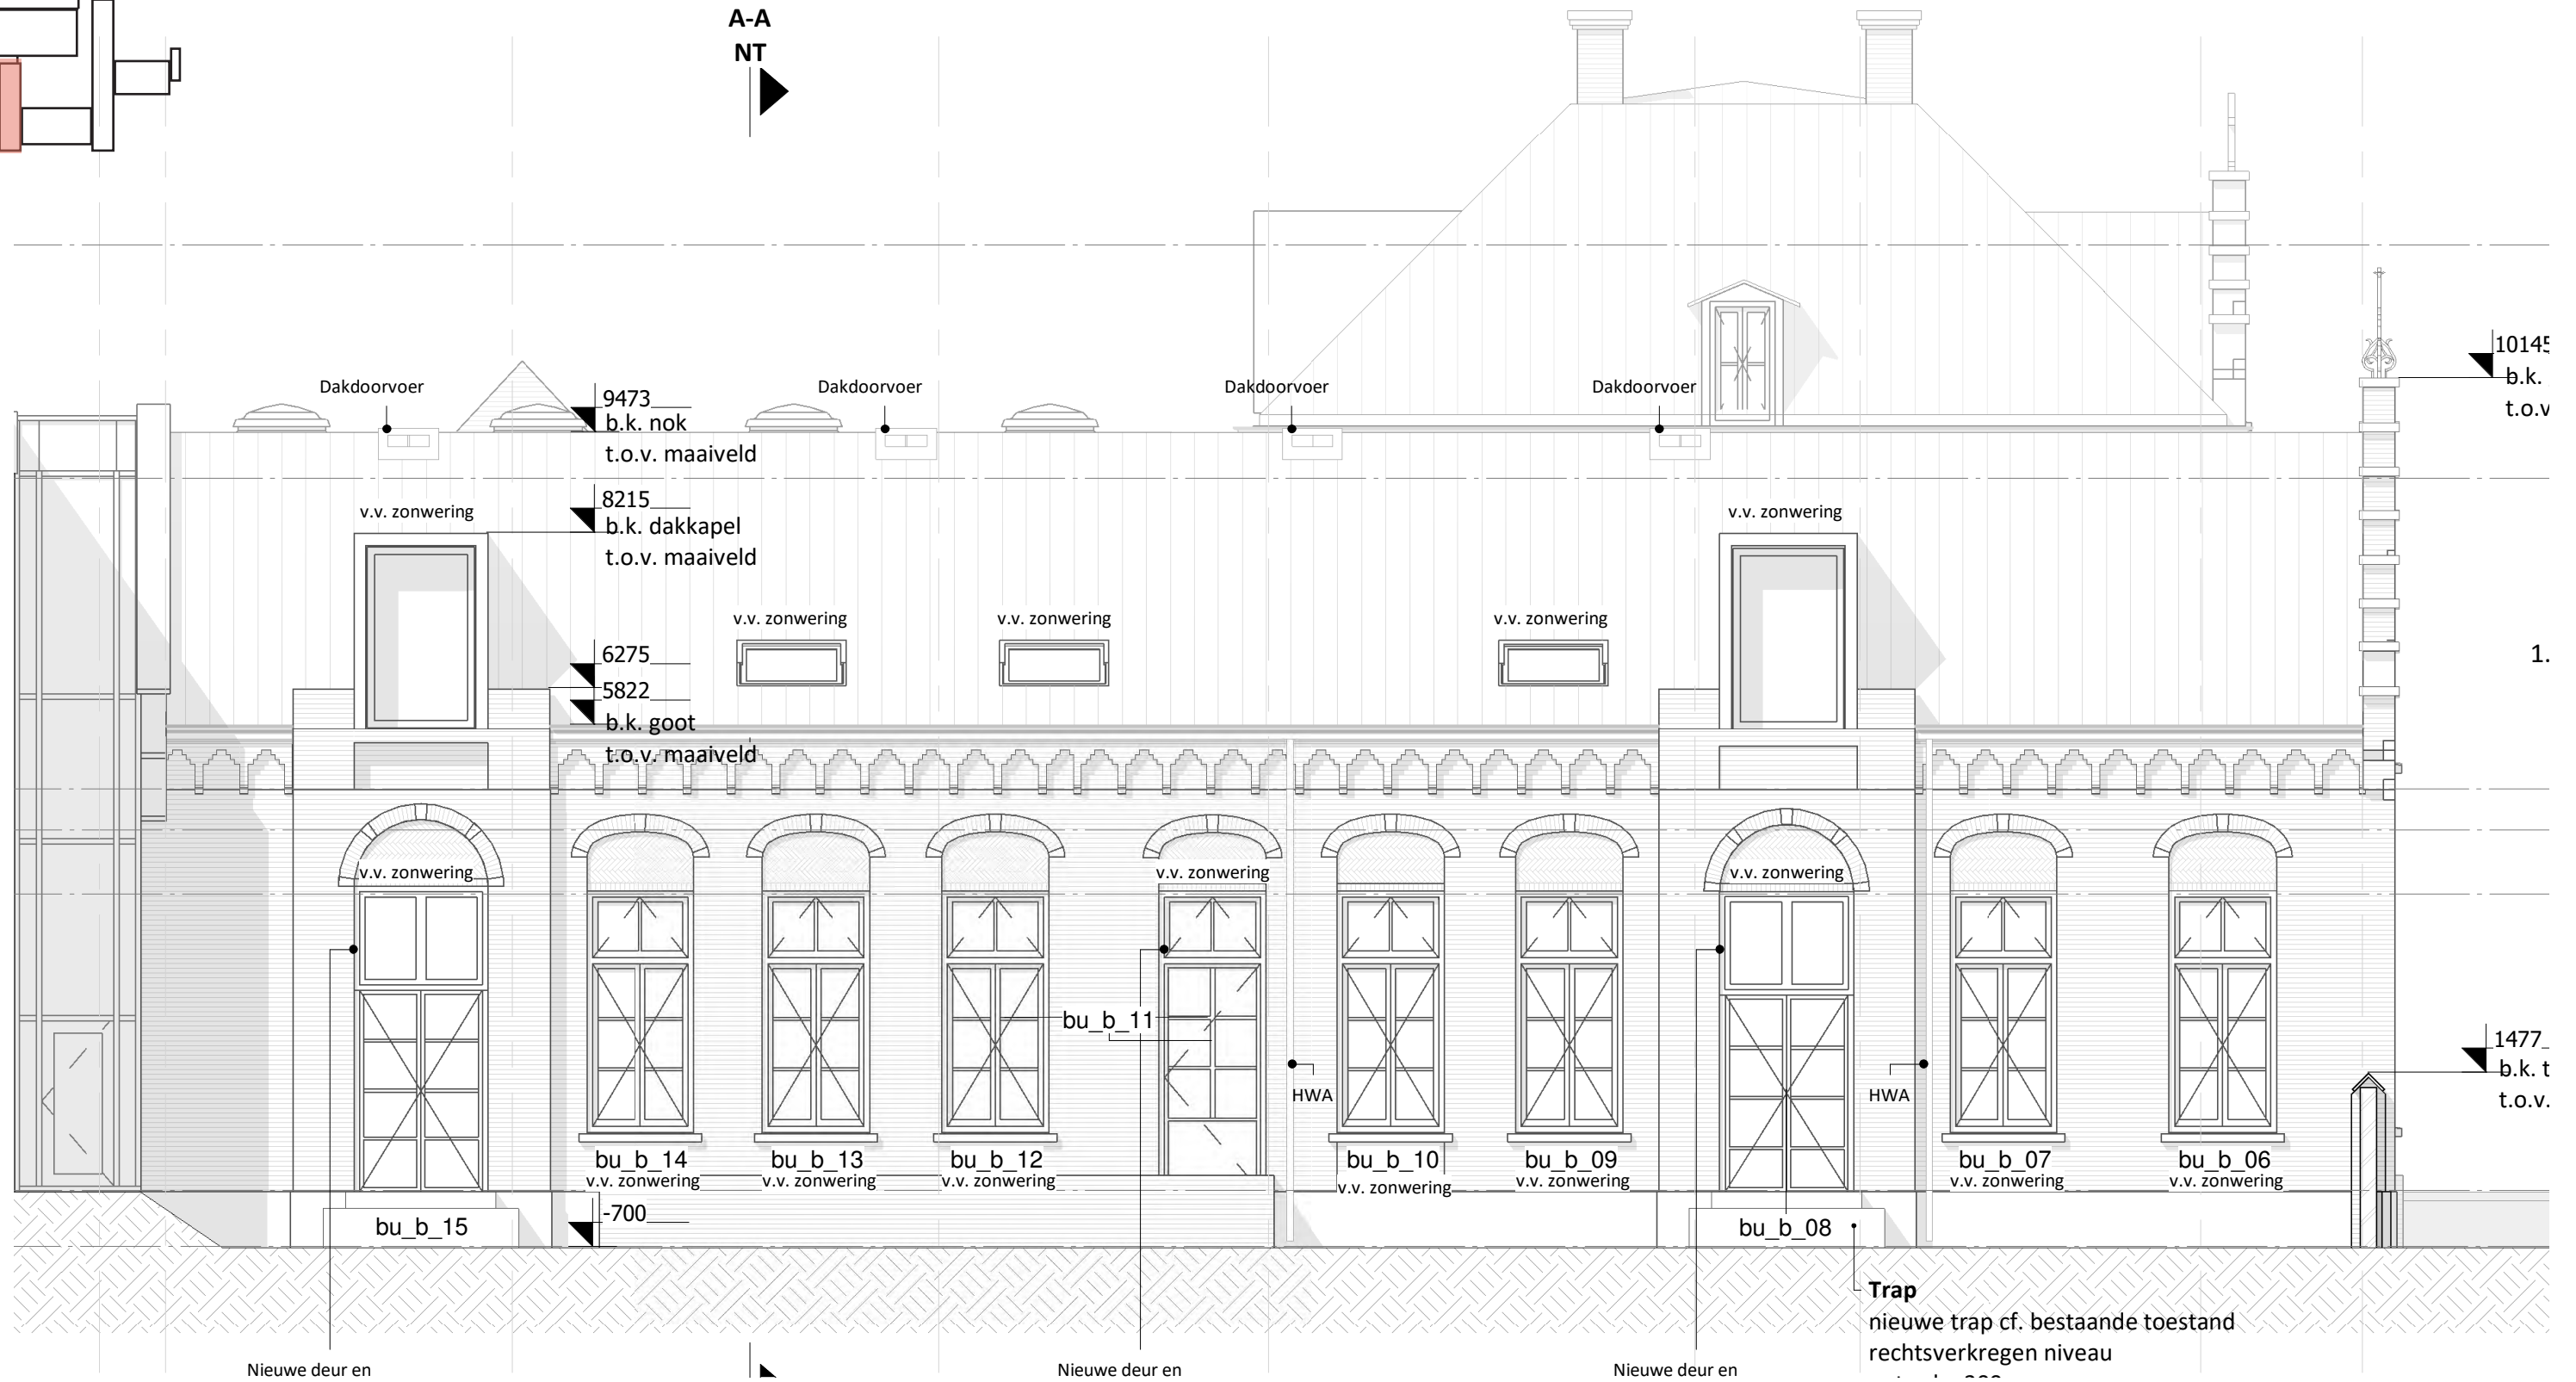 A-A
NT
10145
b.k.
t.o.v
Dakdoorvoer
Dakdoorvoer
Dakdoorvoer
Dakdoorvoer
9473
b.k. nok
t.o.v. maaiveld
8215
b.k. dakkapel
t.o.v. maaiveld
v.v. zonwering
v.v. zonwering
v.v. zonwering
v.v. zonwering
v.v. zonwering
6275
5822
b.k. goot
t.o.v. maaiveld
1.
v.v. zonwering
v.v. zonwering
v.v. zonwering
bu_b_11
HWA
HWA
1477
b.k. t
t.o.v.
bu_b_14
v.v. zonwering
bu_b_13
v.v. zonwering
bu_b_12
v.v. zonwering
bu_b_10
v.v. zonwering
bu_b_09
v.v. zonwering
bu_b_07
v.v. zonwering
bu_b_06
v.v. zonwering
bu_b_15
-700
bu_b_08
Trap
nieuwe trap cf. bestaande toestand
rechtsverkregen niveau
Nieuwe deur en
Nieuwe deur en
Nieuwe deur en